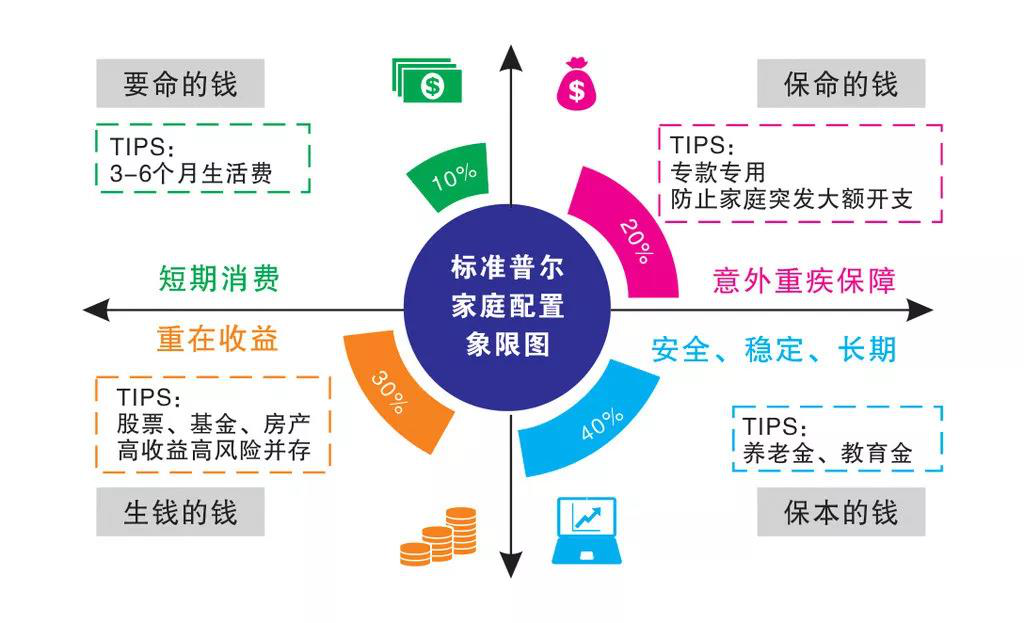 要命的钱
TIPS：
3-6个月生活费
短期消费
10%
$
$
保命的钱
TIPS：
专款专用
防止家庭突发大额开支
20%
意外重疾保障
标准普尔
家庭配置
象限图
重在收益
30%
TIPS：
股票、基金、房产
高收益高风险并存
生钱的钱
安全、稳定、长期
40%
TIPS：
养老金、教育金
保本的钱